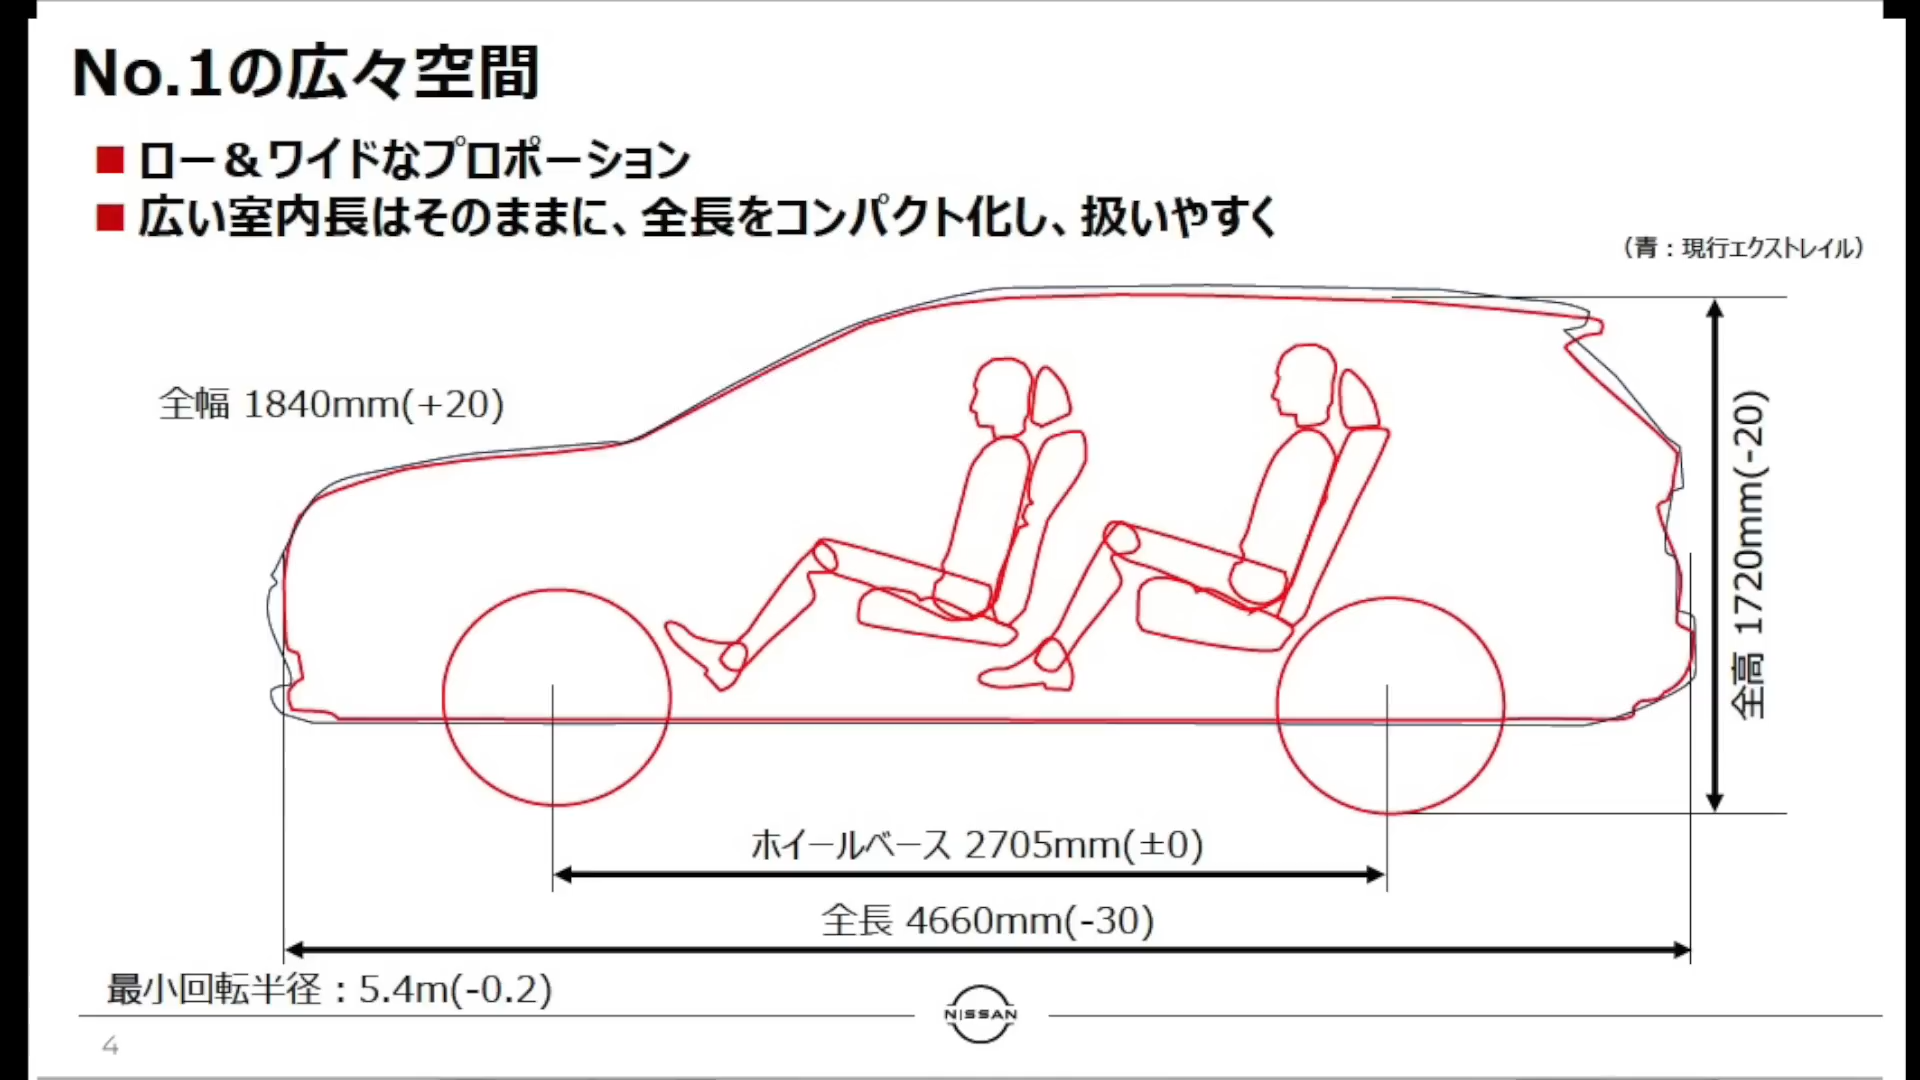 No.1の広々空間
■ ロー＆ワイドなプロポーション
■ 広い室内長はそのままに、全長をコンパクト化し、扱いやすく
（青：現行エクストレイル）
全幅 1840mm(+20)
全高 1720mm(-20)
ホイールベース 2705mm(±0)
全長 4660mm(-30)
最小回転半径：5.4m(-0.2)
NISSAN
4